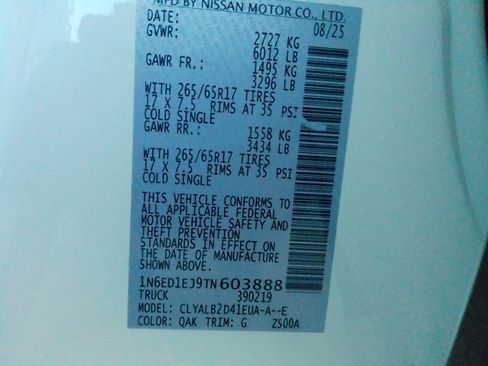 MFD BY NISSAN MOTOR CO., LTD.
DATE: 08/25
GVWR: 2727 KG
6012 LB
GAWR FR.: 1495 KG
3296 LB
WITH 265/65R17 TIRES
17 X 7.5 RIMS AT 35 PSI
COLD SINGLE
GAWR RR.: 1558 KG
3434 LB
WITH 265/65R17 TIRES
17 X 7.5 RIMS AT 35 PSI
COLD SINGLE
THIS VEHICLE CONFORMS TO
ALL APPLICABLE FEDERAL
MOTOR VEHICLE SAFETY AND
THEFT PREVENTION
STANDARDS IN EFFECT ON
THE DATE OF MANUFACTURE
SHOWN ABOVE.
1N6ED1EJ9TN603888
TRUCK 390219
MODEL: CLYALB2D41EUA-A--E
COLOR: QAK TRIM: G ZS00A